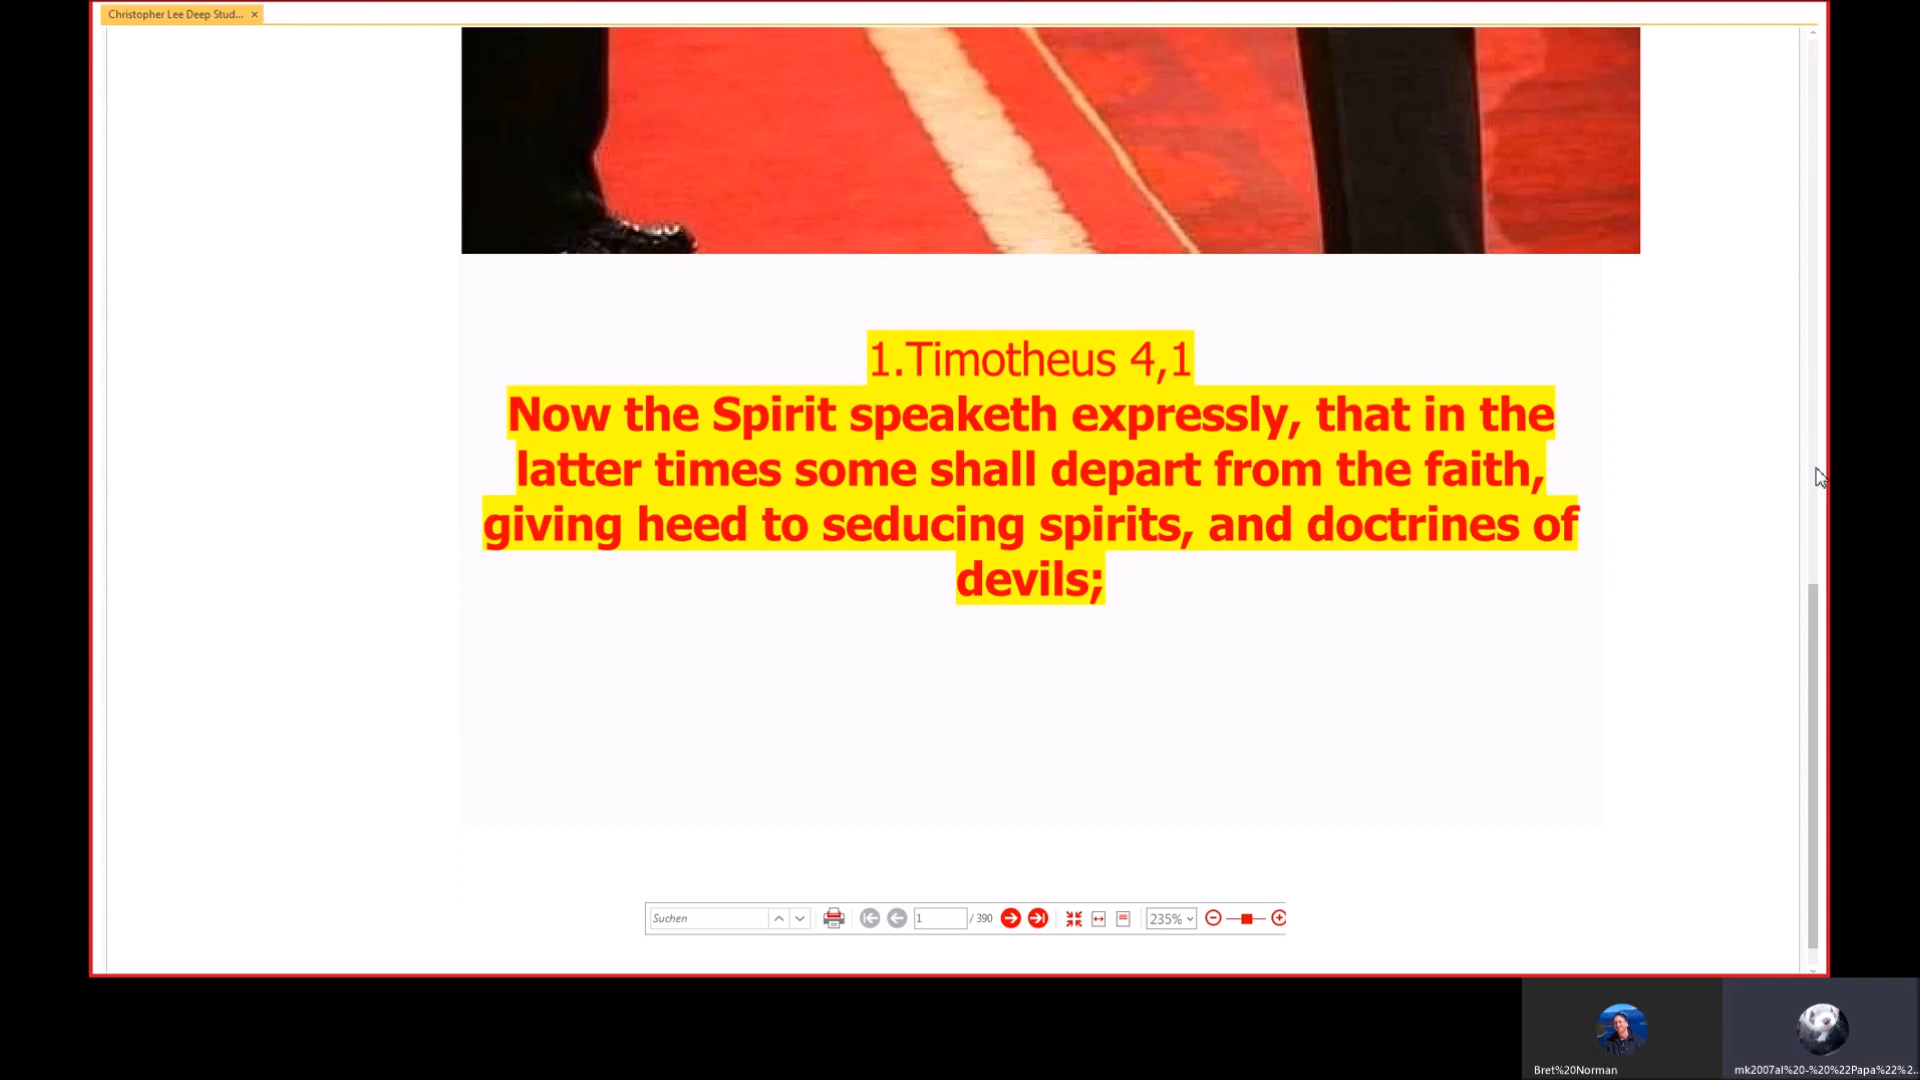 Christopher Lee Deep Stud...
1.Timotheus 4,1
Now the Spirit speaketh expressly, that in the
latter times some shall depart from the faith,
giving heed to seducing spirits, and doctrines of
devils;
Suchen
1
/ 390
235%
Bret%20Norman
mk2007al%20-%20%22Papa%22%2...